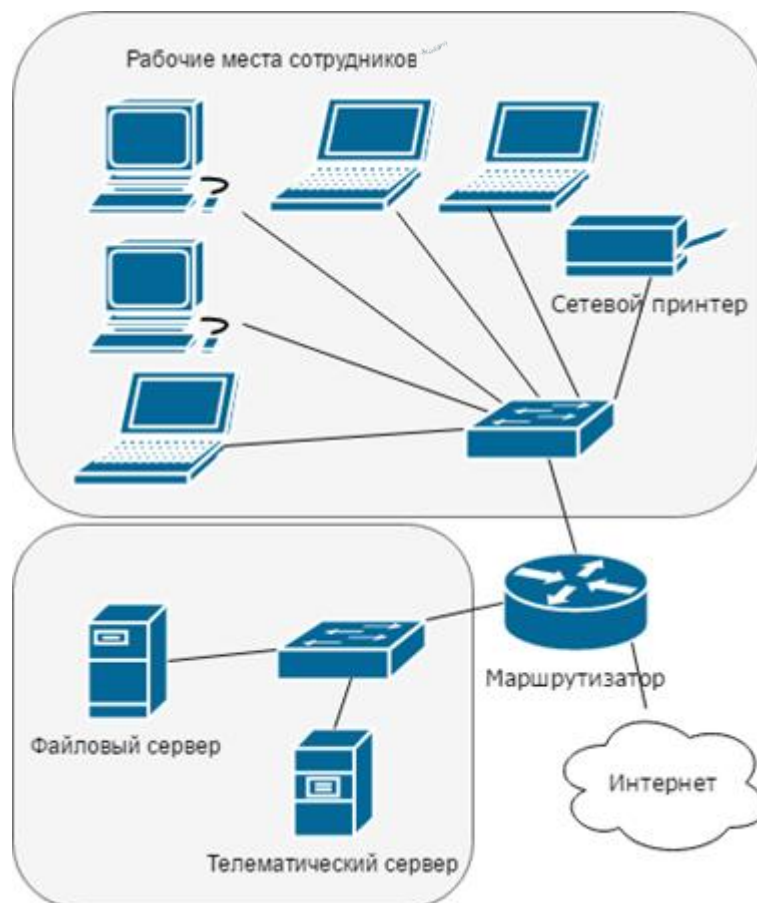 Рабочие места сотрудников
Сетевой принтер
Маршрутизатор
Файловый сервер
Интернет
Телематический сервер